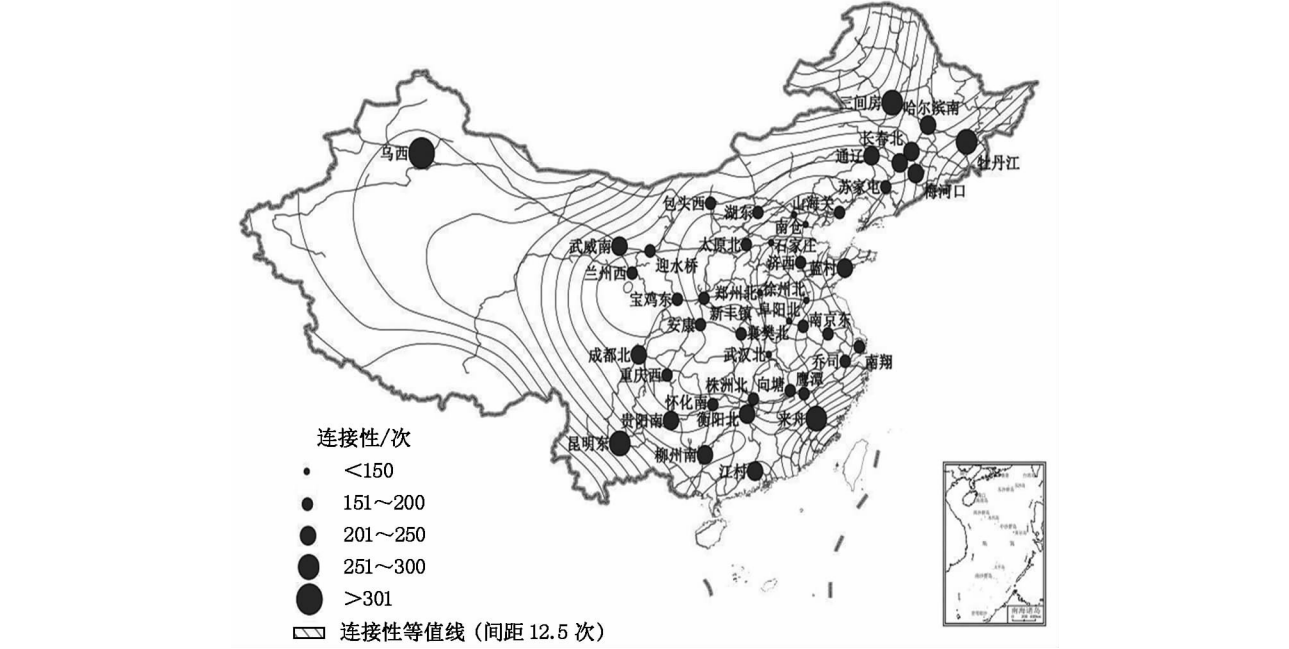 三间房
哈尔滨南
长春北
乌西
通辽
牡丹江
苏家屯
梅河口
包头西
湖东
山海关
南仓
武威南
太原北
石家庄
迎水桥
济西
蓝村
兰州西
宝鸡东
郑州北
徐州北
新丰镇
阜阳北
安康
南京东
襄樊北
成都北
武汉北
乔司
南翔
重庆西
株洲北
向塘
鹰潭
怀化南
贵阳南
衡阳北
来舟
昆明东
柳州南
江村
连接性/次
<150
151~200
201~250
251~300
>301
连接性等值线 (间距 12.5 次)
南海诸岛